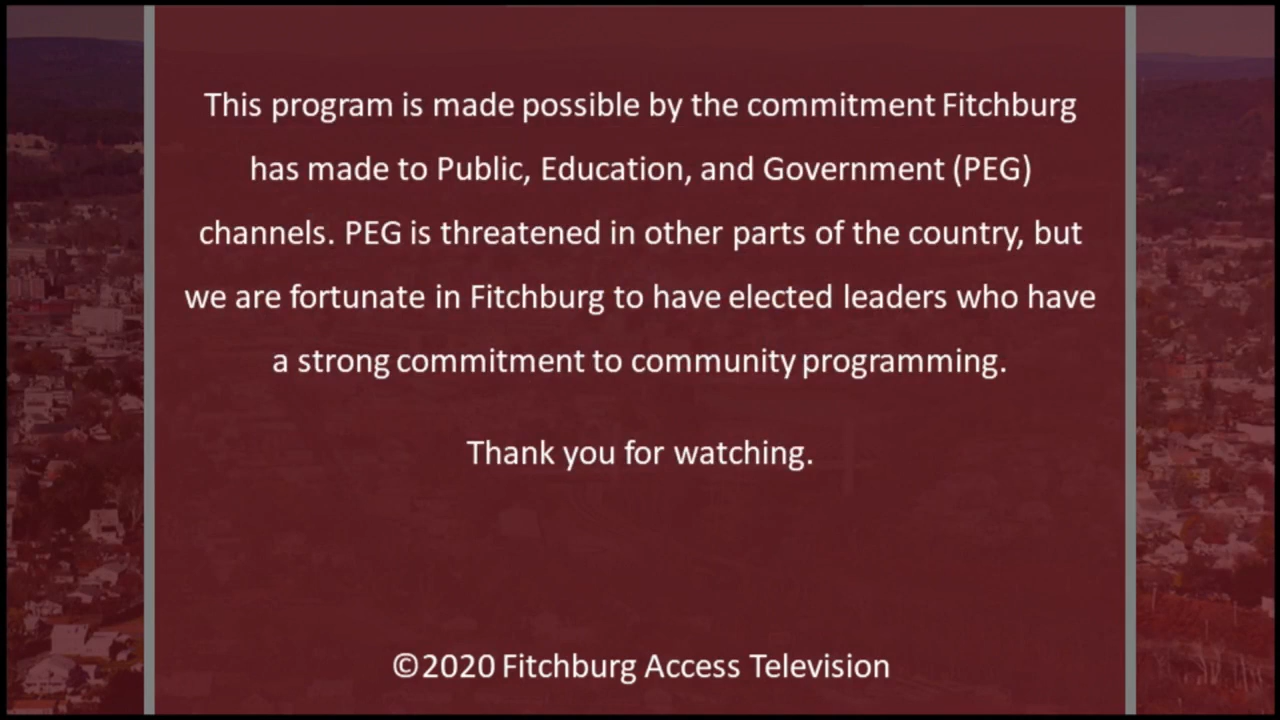 This program is made possible by the commitment Fitchburg
has made to Public, Education, and Government (PEG)
channels. PEG is threatened in other parts of the country, but
we are fortunate in Fitchburg to have elected leaders who have
a strong commitment to community programming.
Thank you for watching.
©2020 Fitchburg Access Television